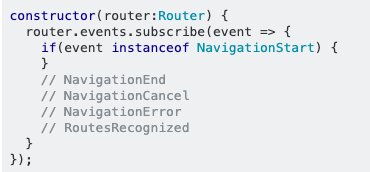 constructor(router:Router) {
  router.events.subscribe(event => {
    if(event instanceof NavigationStart) {
    }
    // NavigationEnd
    // NavigationCancel
    // NavigationError
    // RoutesRecognized
  }
});